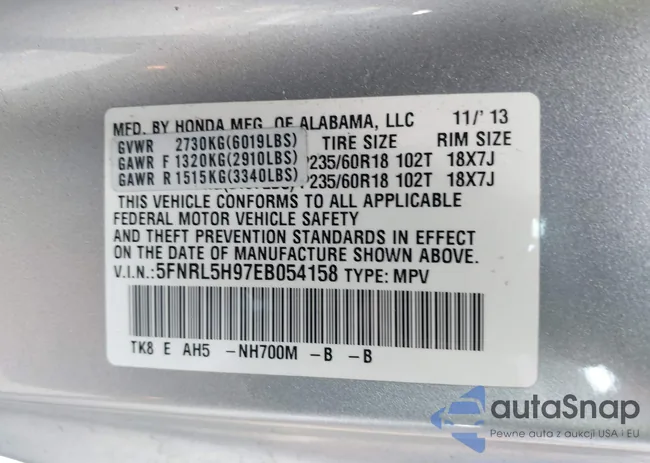 MFD. BY HONDA MFG. OF ALABAMA, LLC 11/' 13
GVWR 2730KG(6019LBS) TIRE SIZE RIM SIZE
GAWR F 1320KG(2910LBS) P235/60R18 102T 18X7J
GAWR R 1515KG(3340LBS) P235/60R18 102T 18X7J
THIS VEHICLE CONFORMS TO ALL APPLICABLE
FEDERAL MOTOR VEHICLE SAFETY
AND THEFT PREVENTION STANDARDS IN EFFECT
ON THE DATE OF MANUFACTURE SHOWN ABOVE.
V.I.N.:5FNRL5H97EB054158 TYPE: MPV
TK8 E AH5 -NH700M -B -B
autoSnap
Pewne auta z aukcji USA i EU